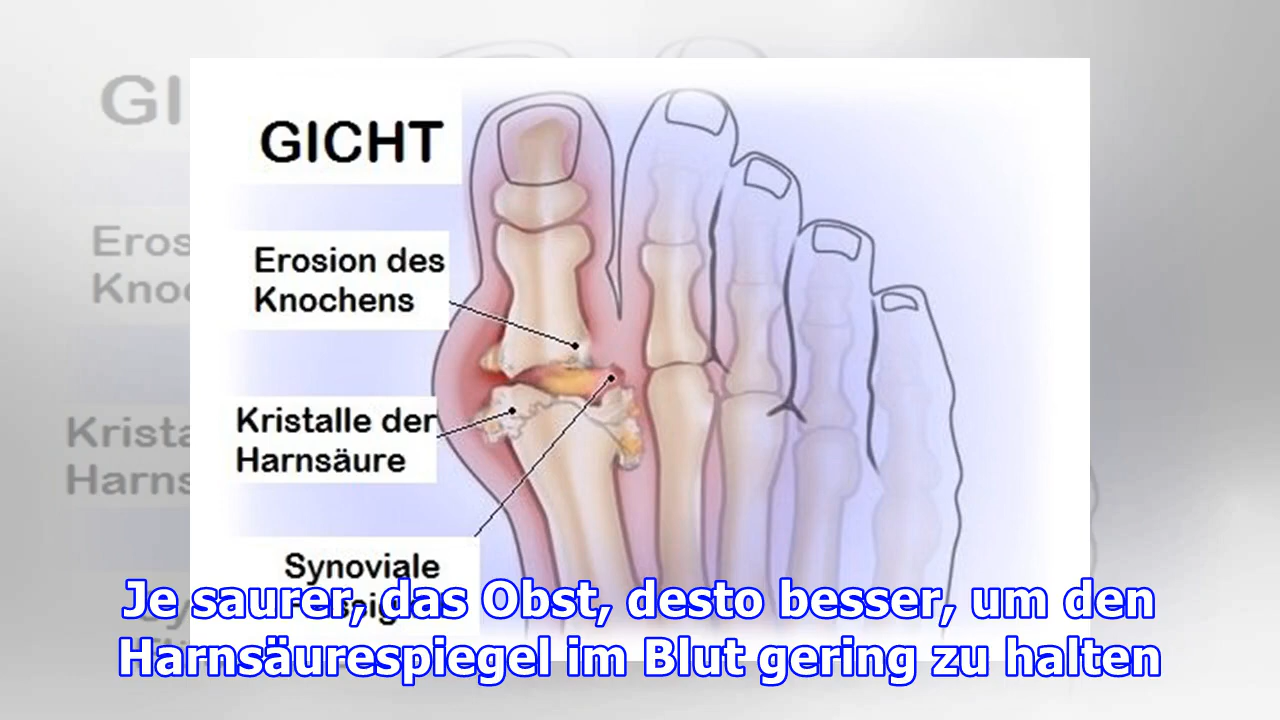 GICHT
Erosion des
Knochens
Kristalle der
Harnsäure
Synoviale
Je saurer, das Obst, desto besser, um den
Harnsäurespiegel im Blut gering zu halten